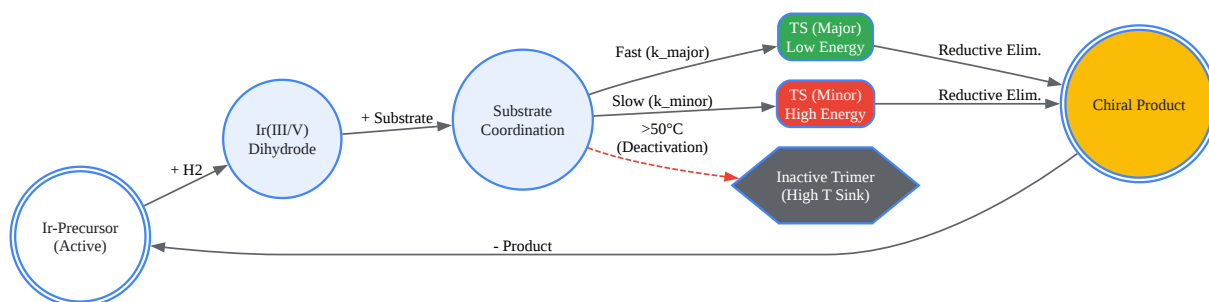 Ir-Precursor
(Active)
+ H2
Ir(III/V)
Dihydrode
+ Substrate
Substrate
Coordination
Fast (k_major)
Slow (k_minor)
>50°C
(Deactivation)
TS (Major)
Low Energy
TS (Minor)
High Energy
Inactive Trimer
(High T Sink)
Reductive Elim.
Reductive Elim.
Chiral Product
- Product